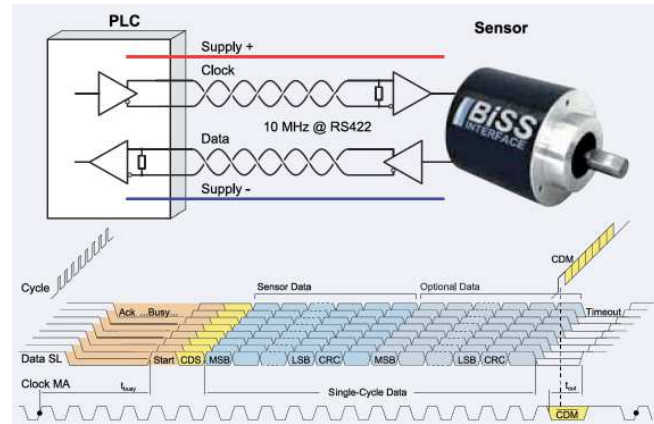 PLC
Sensor
Supply +
Clock
10 MHz @ RS422
Data
Supply -
BiSS
INTERFACE
CDM
Cycle
Sensor Data
Optional Data
Ack ...Busy...
Timeout
Data SL
Start CDS MSB LSB CRC MSB LSB CRC
Clock MA
tbusy
Single-Cycle Data
tout
CDM